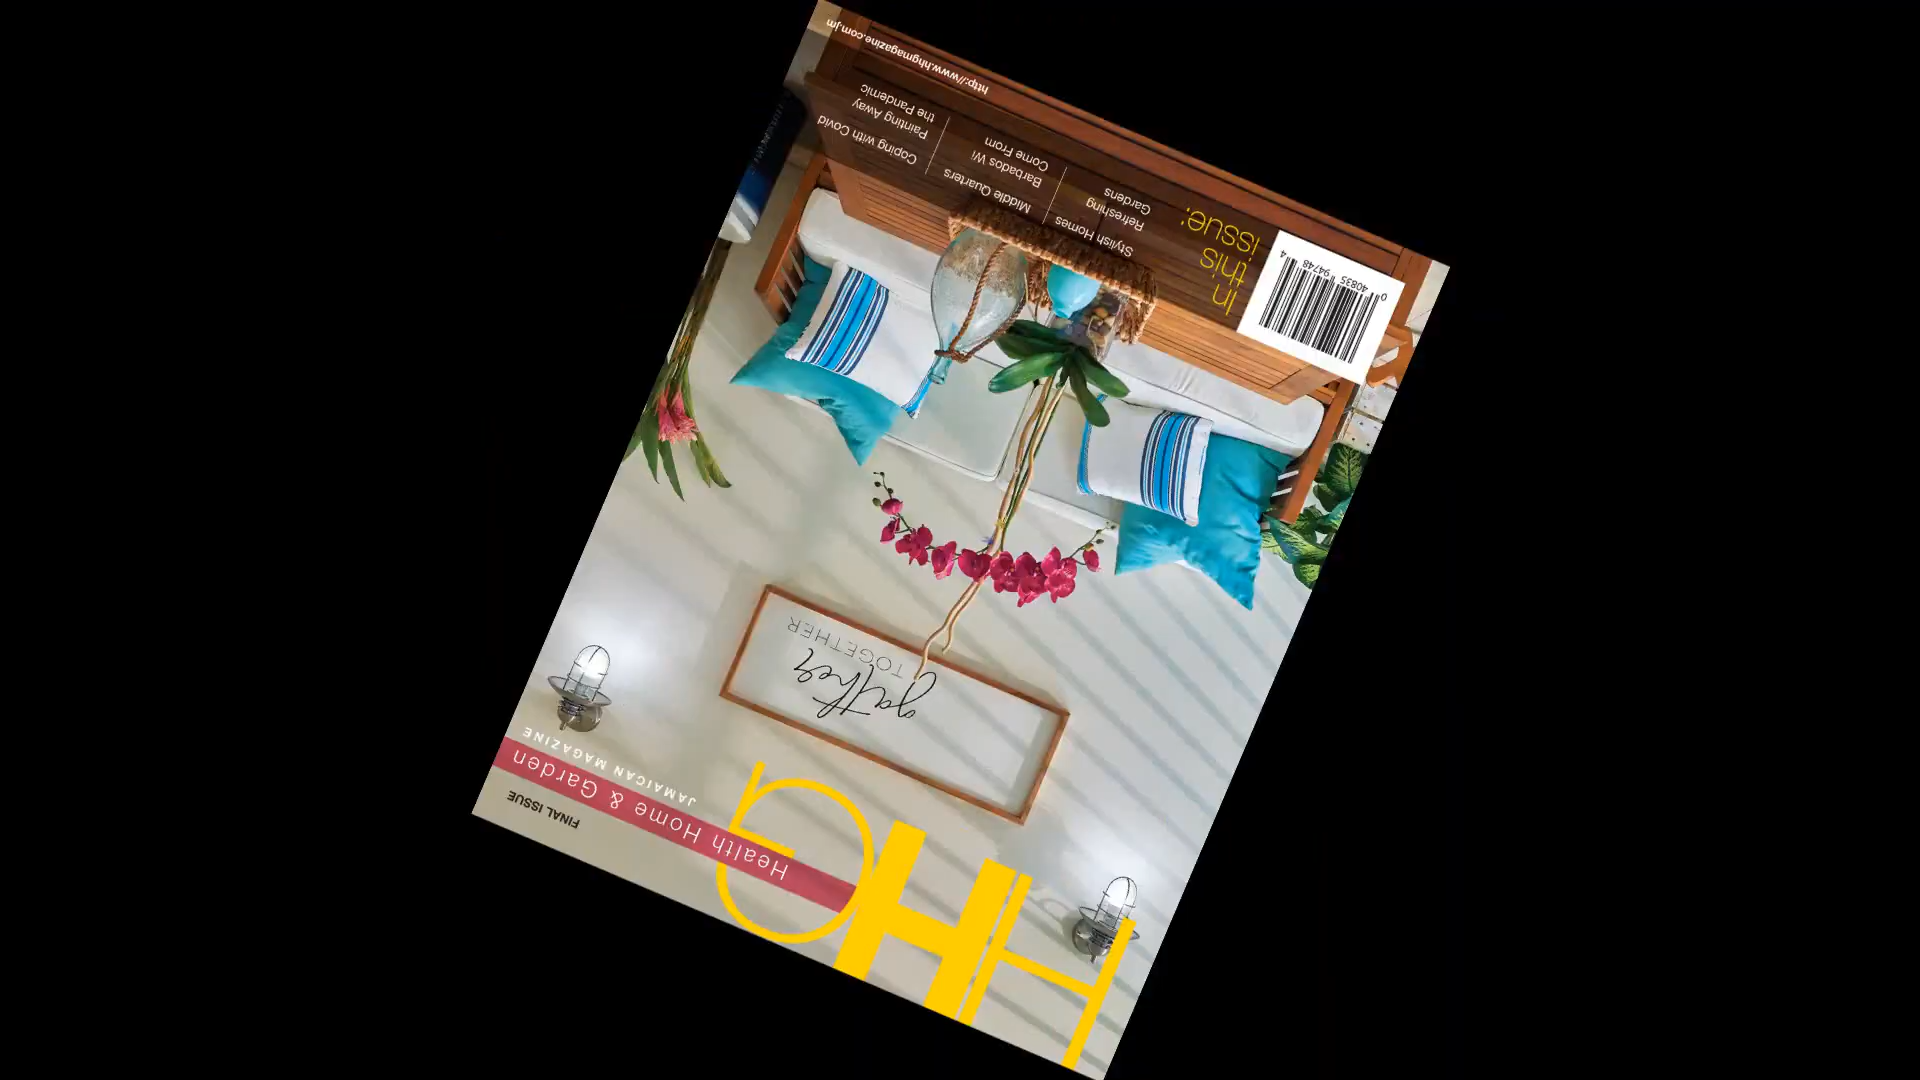 HHG
FINAL ISSUE
Health Home & Garden
JAMAICAN MAGAZINE
gather
TOGETHER
In
this
issue:
Stylish Homes
Refreshing
Gardens
Middle Quarters
Barbados Wi
Come From
Coping with Covid
Painting Away
the Pandemic
0 40835 94748 4
http://www.hhgmagazine.com.jm